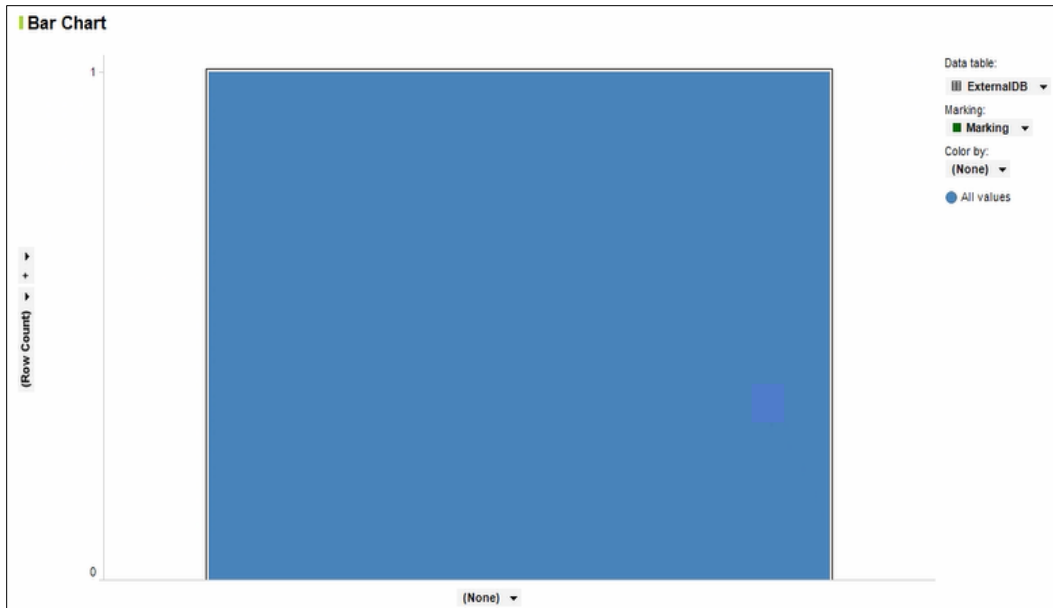 Bar Chart
1
0
+
(Row Count)
(None)
Data table:
ExternalDB
Marking:
Marking
Color by:
(None)
All values